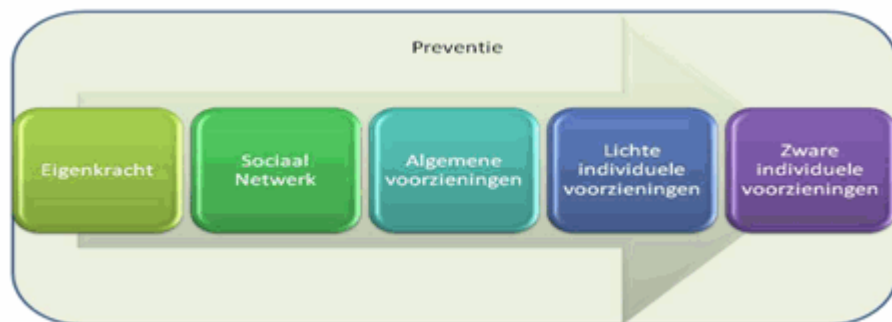 Preventie
Eigenkracht
Sociaal
Netwerk
Algemene
voorzieningen
Lichte
individuele
voorzieningen
Zware
individuele
voorzieningen